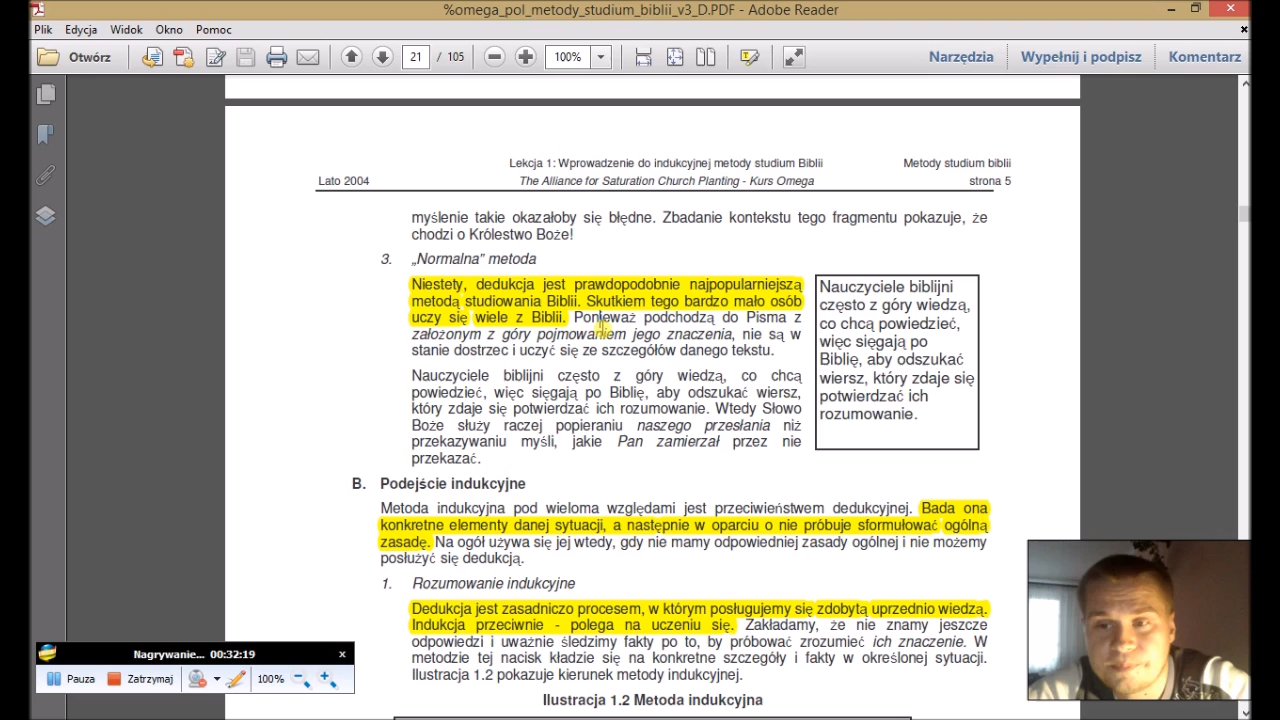 %omega_pol_metody_studium_biblii_v3_D.PDF - Adobe Reader
Plik Edycja Widok Okno Pomoc
Otwórz 21 / 105 100% Narzędzia Wypełnij i podpisz Komentarz
Lekcja 1: Wprowadzenie do indukcyjnej metody studium Biblii Metody studium biblii
Lato 2004 The Alliance for Saturation Church Planting - Kurs Omega strona 5
myślenie takie okazałoby się błędne. Zbadanie kontekstu tego fragmentu pokazuje, że
chodzi o Królestwo Boże!
3. „Normalna” metoda
Niestety, dedukcja jest prawdopodobnie najpopularniejszą
metodą studiowania Biblii. Skutkiem tego bardzo mało osób
uczy się wiele z Biblii. Ponieważ podchodzą do Pisma z
założonym z góry pojmowaniem jego znaczenia, nie są w
stanie dostrzec i uczyć się ze szczegółów danego tekstu.
Nauczyciele biblijni często z góry wiedzą, co chcą
powiedzieć, więc sięgają po Biblię, aby odszukać wiersz,
który zdaje się potwierdzać ich rozumowanie. Wtedy Słowo
Boże służy raczej popieraniu naszego przesłania niż
przekazywaniu myśli, jakie Pan zamierzał przez nie
przekazać.
Nauczyciele biblijni
często z góry wiedzą,
co chcą powiedzieć,
więc sięgają po
Biblię, aby odszukać
wiersz, który zdaje się
potwierdzać ich
rozumowanie.
B. Podejście indukcyjne
Metoda indukcyjna pod wieloma względami jest przeciwieństwem dedukcyjnej. Bada ona
konkretne elementy danej sytuacji, a następnie w oparciu o nie próbuje sformułować ogólną
zasadę. Na ogół używa się jej wtedy, gdy nie mamy odpowiedniej zasady ogólnej i nie możemy
posłużyć się dedukcją.
1. Rozumowanie indukcyjne
Dedukcja jest zasadniczo procesem, w którym posługujemy się zdobytą uprzednio wiedzą.
Indukcja przeciwnie - polega na uczeniu się. Zakładamy, że nie znamy jeszcze
odpowiedzi i uważnie śledzimy fakty po to, by próbować zrozumieć ich znaczenie. W
metodzie tej nacisk kładzie się na konkretne szczegóły i fakty w określonej sytuacji.
Ilustracja 1.2 pokazuje kierunek metody indukcyjnej.
Ilustracja 1.2 Metoda indukcyjna
Nagrywanie... 00:32:19
Pauza Zatrzymaj 100%